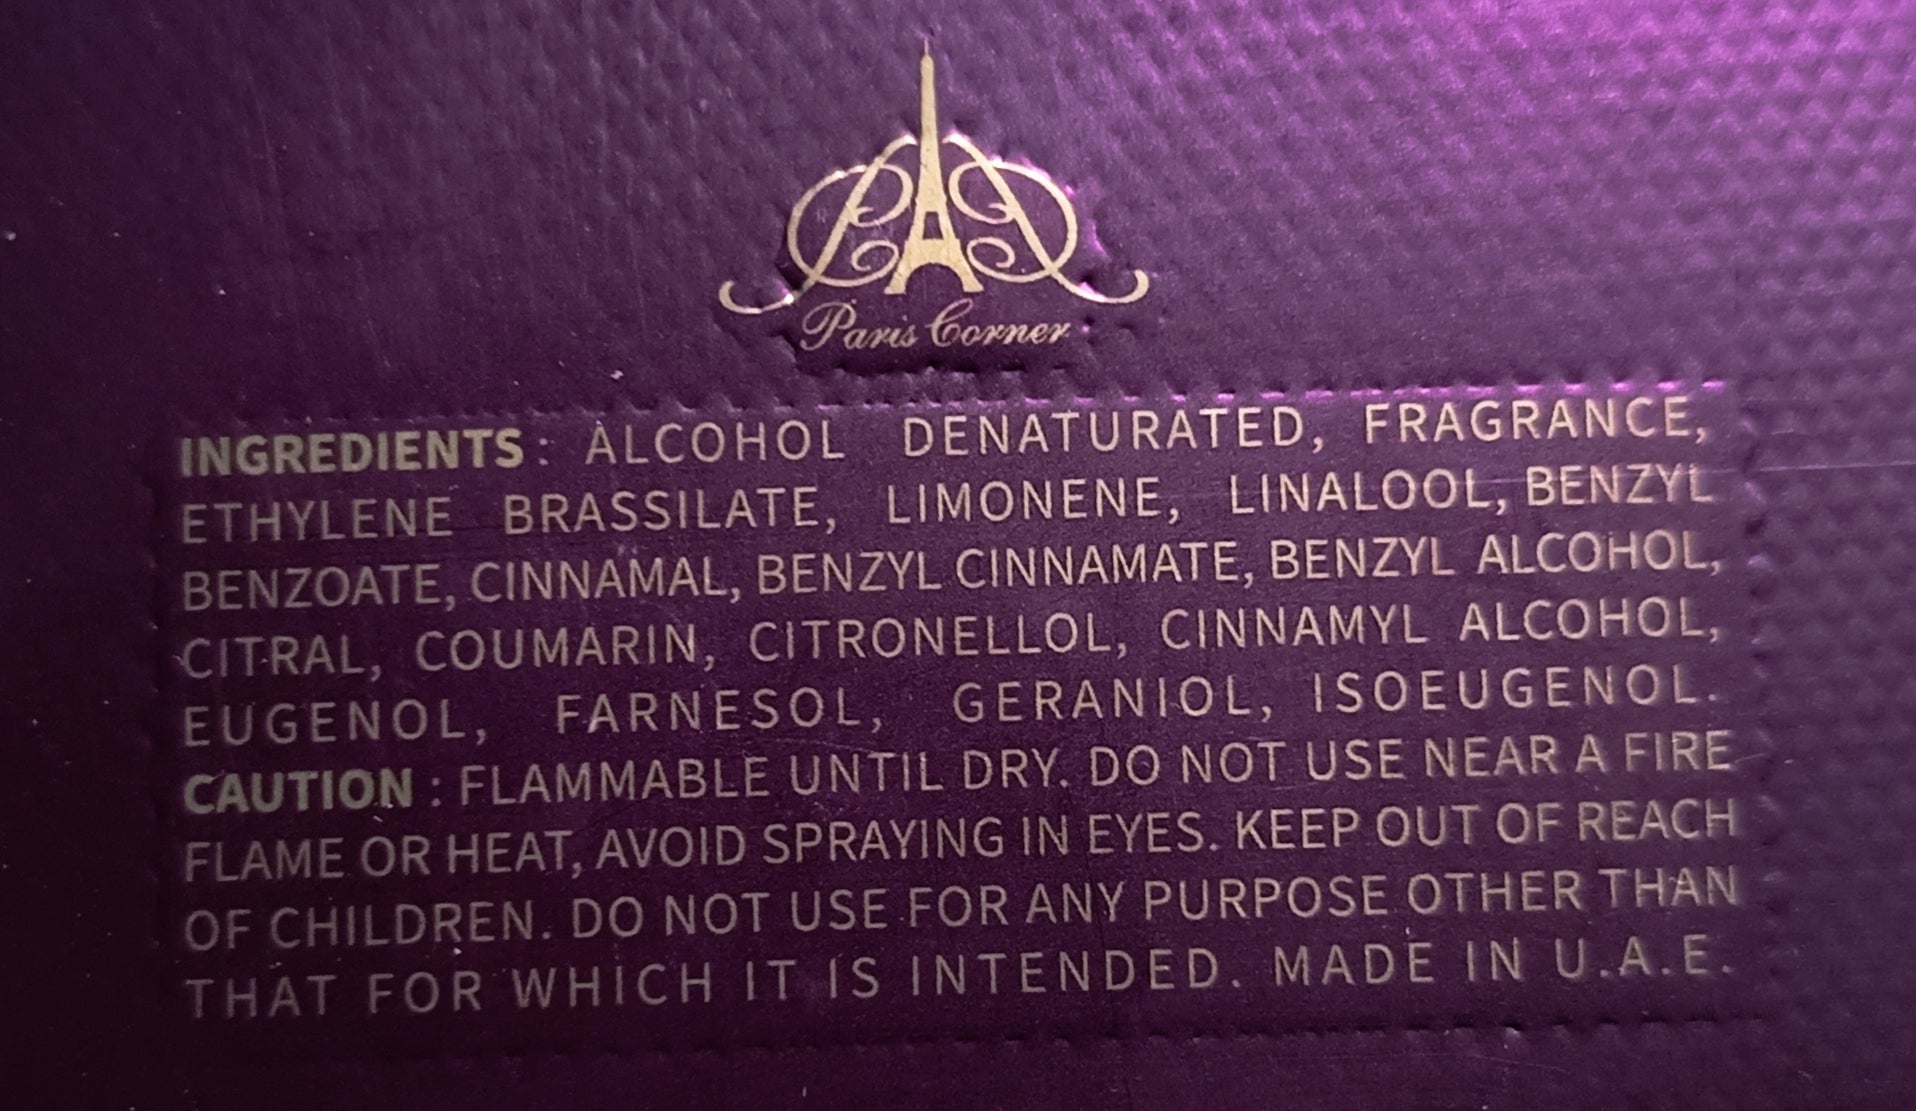 Paris Corner
INGREDIENTS : ALCOHOL DENATURATED, FRAGRANCE,
ETHYLENE BRASSILATE, LIMONENE, LINALOOL, BENZYL
BENZOATE, CINNAMAL, BENZYL CINNAMATE, BENZYL ALCOHOL,
CITRAL, COUMARIN, CITRONELLOL, CINNAMYL ALCOHOL,
EUGENOL, FARNESOL, GERANIOL, ISOEUGENOL.
CAUTION : FLAMMABLE UNTIL DRY. DO NOT USE NEAR A FIRE
FLAME OR HEAT, AVOID SPRAYING IN EYES. KEEP OUT OF REACH
OF CHILDREN. DO NOT USE FOR ANY PURPOSE OTHER THAN
THAT FOR WHICH IT IS INTENDED. MADE IN U.A.E.